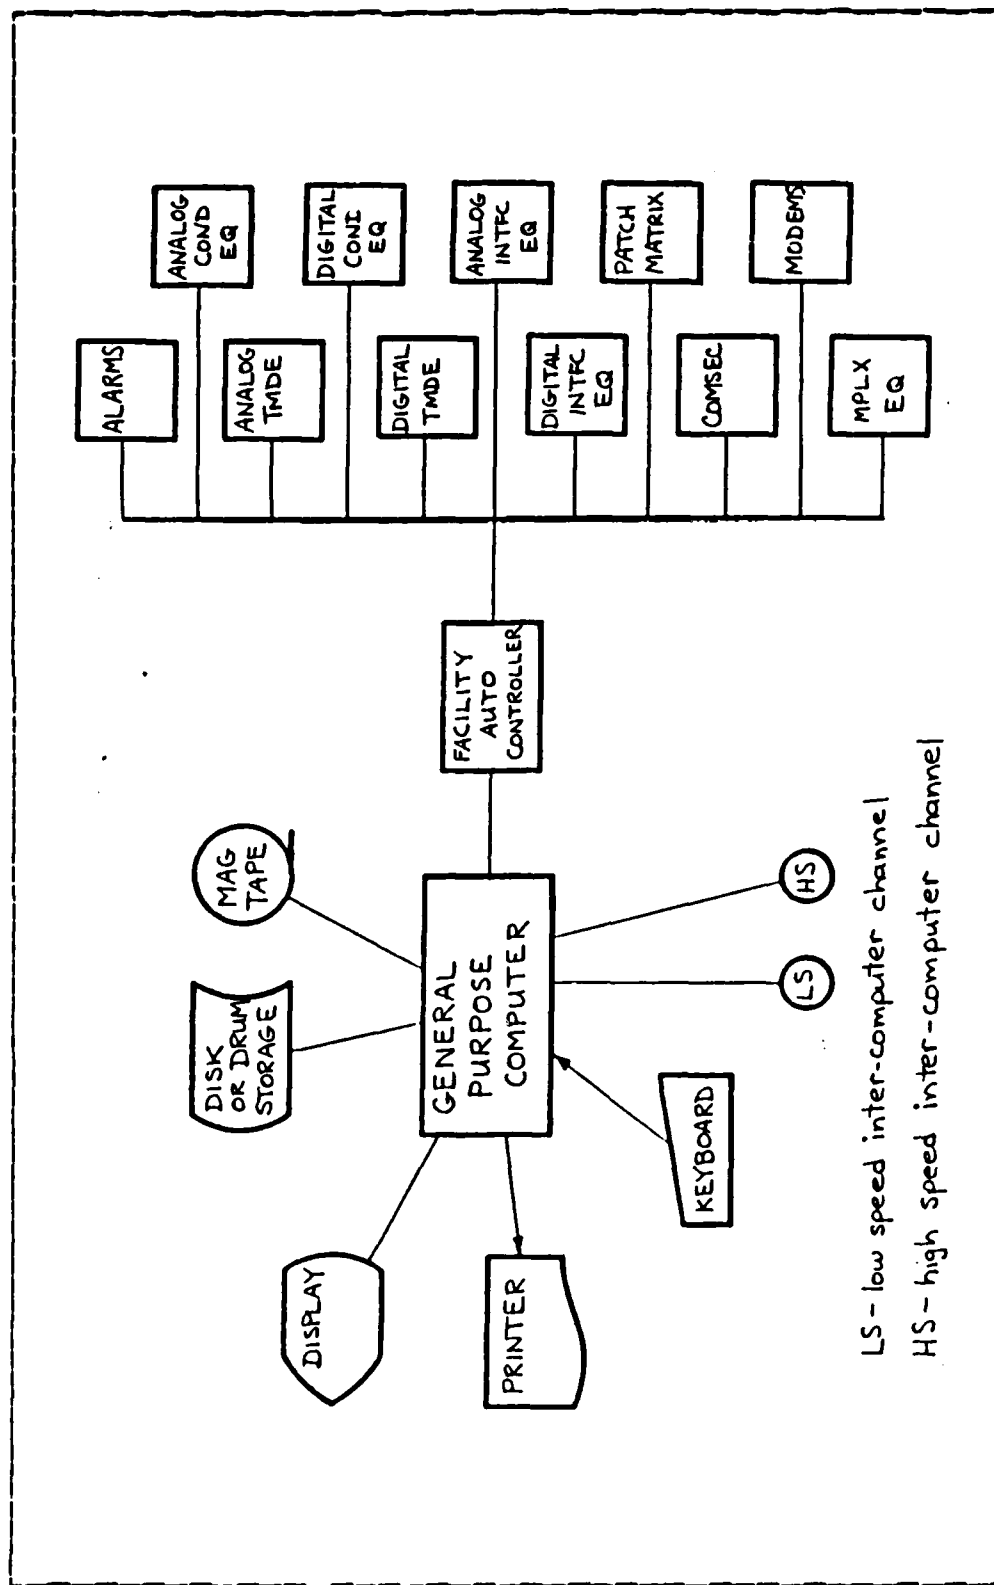 DISPLAY
DISK
OR DRUM
STORAGE
MAG
TAPE
PRINTER
GENERAL
PURPOSE
COMPUTER
KEYBOARD
LS
HS
FACILITY
AUTO
CONTROLLER
ALARMS
ANALOG
COND
EQ
ANALOG
TMDE
DIGITAL
CONI
EQ
DIGITAL
TMDE
ANALOG
INTFC
EQ
DIGITAL
INTFC
EQ
PATCH
MATRIX
COMSEC
MODEMS
MPLX
EQ
LS - low speed inter-computer channel
HS - high speed inter-computer channel